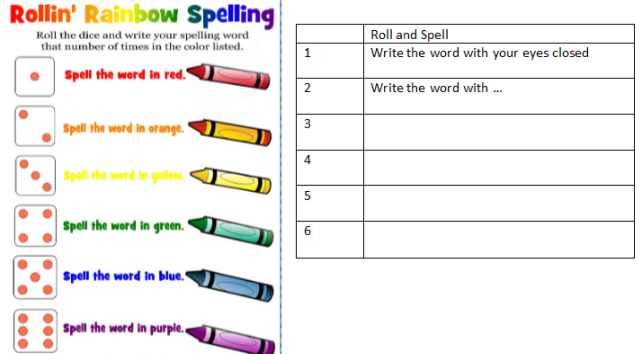 Rollin' Rainbow Spelling
Roll the dice and write your spelling word
that number of times in the color listed.
Spell the word in red.
Spell the word in orange.
Spell the word in yellow.
Spell the word in green.
Spell the word in blue.
Spell the word in purple.
Roll and Spell
1 Write the word with your eyes closed
2 Write the word with ...
3
4
5
6